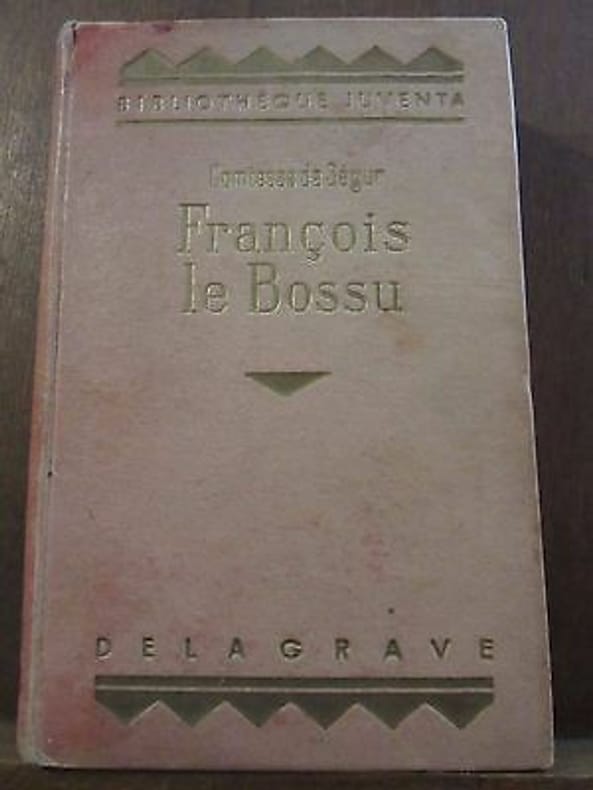 BIBLIOTHÈQUE JUVENTA
Comtesse de Ségur
François
le Bossu
DELAGRAVE